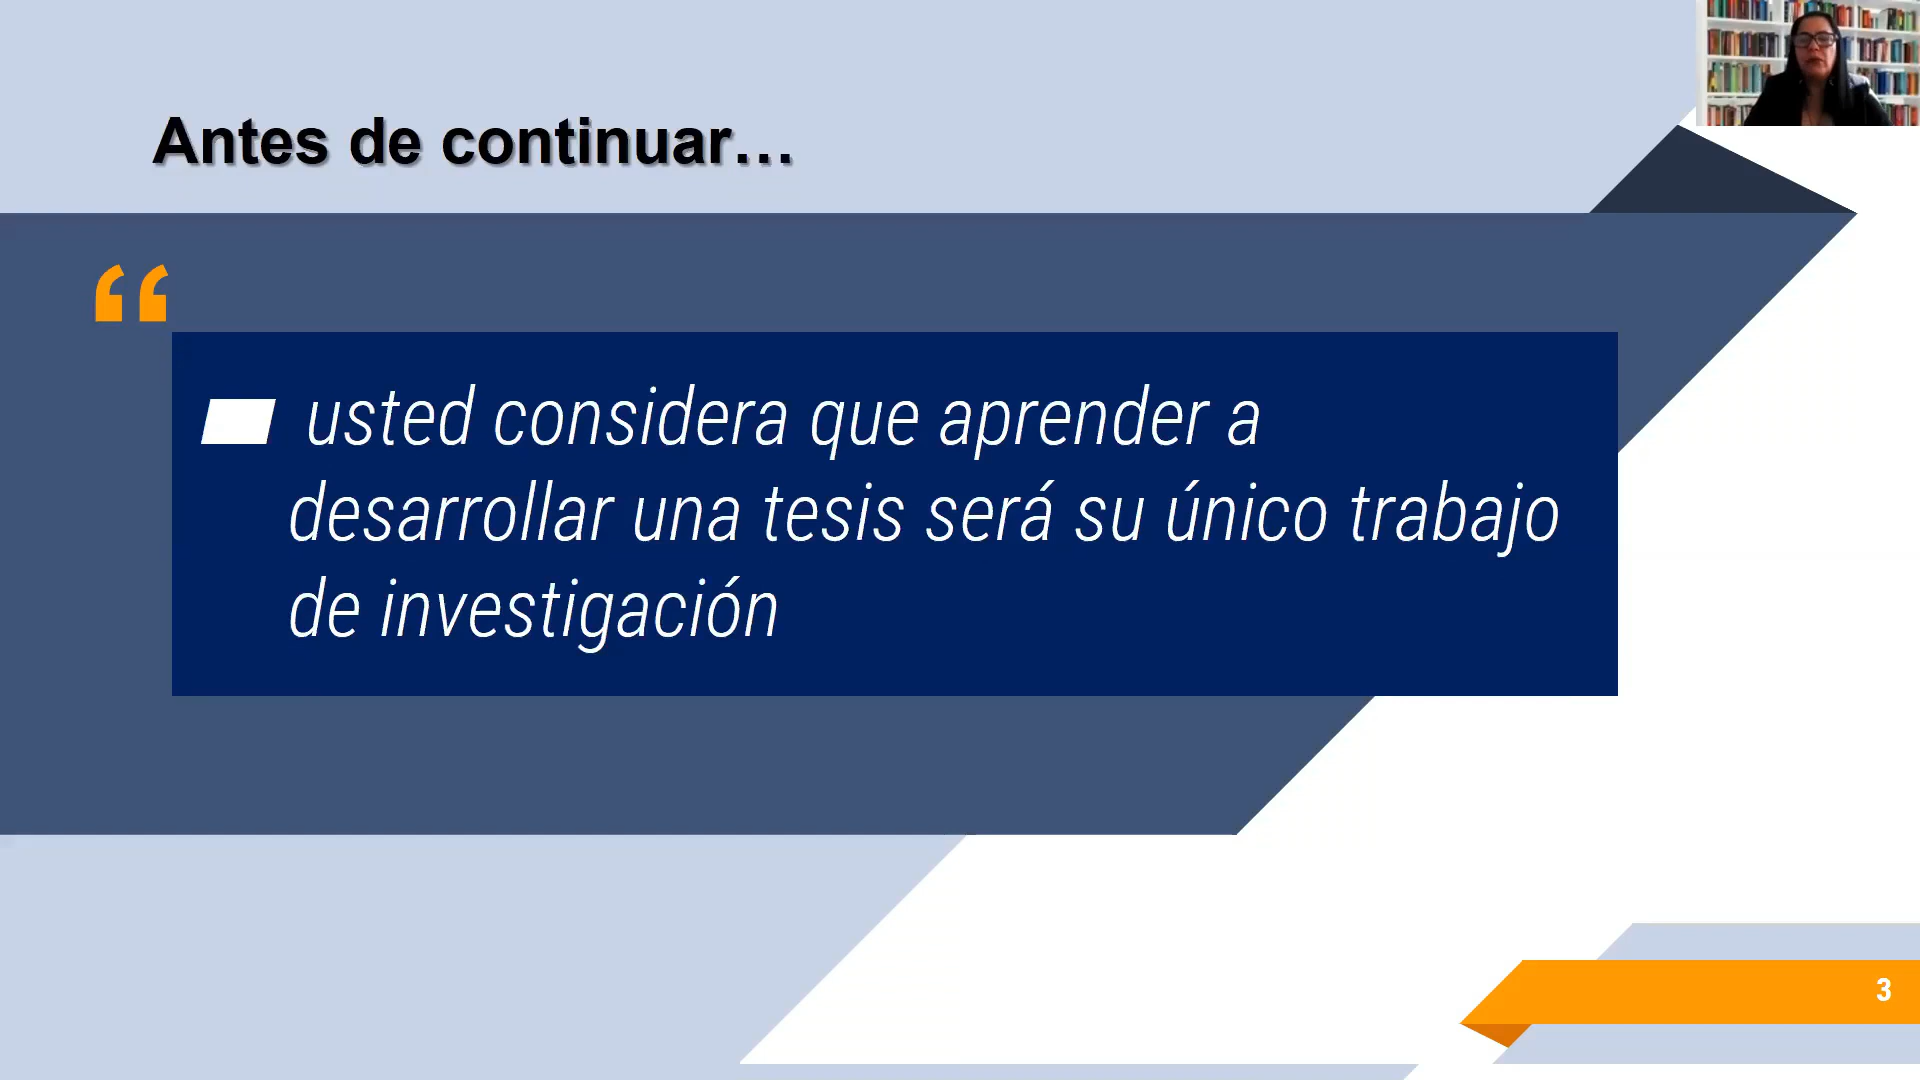 Antes de continuar…
“
usted considera que aprender a
desarrollar una tesis será su único trabajo
de investigación
3